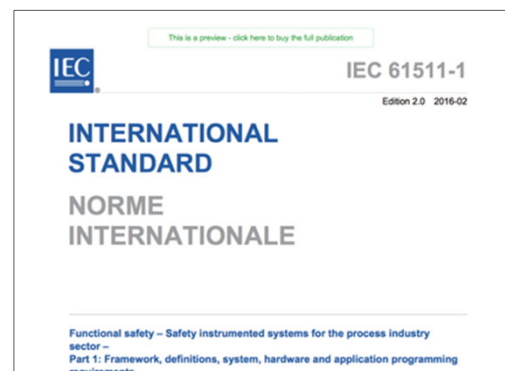 This is a preview - click here to buy the full publication
IEC
®
IEC 61511-1
Edition 2.0 2016-02
INTERNATIONAL
STANDARD
NORME
INTERNATIONALE
Functional safety – Safety instrumented systems for the process industry
sector –
Part 1: Framework, definitions, system, hardware and application programming
requirements